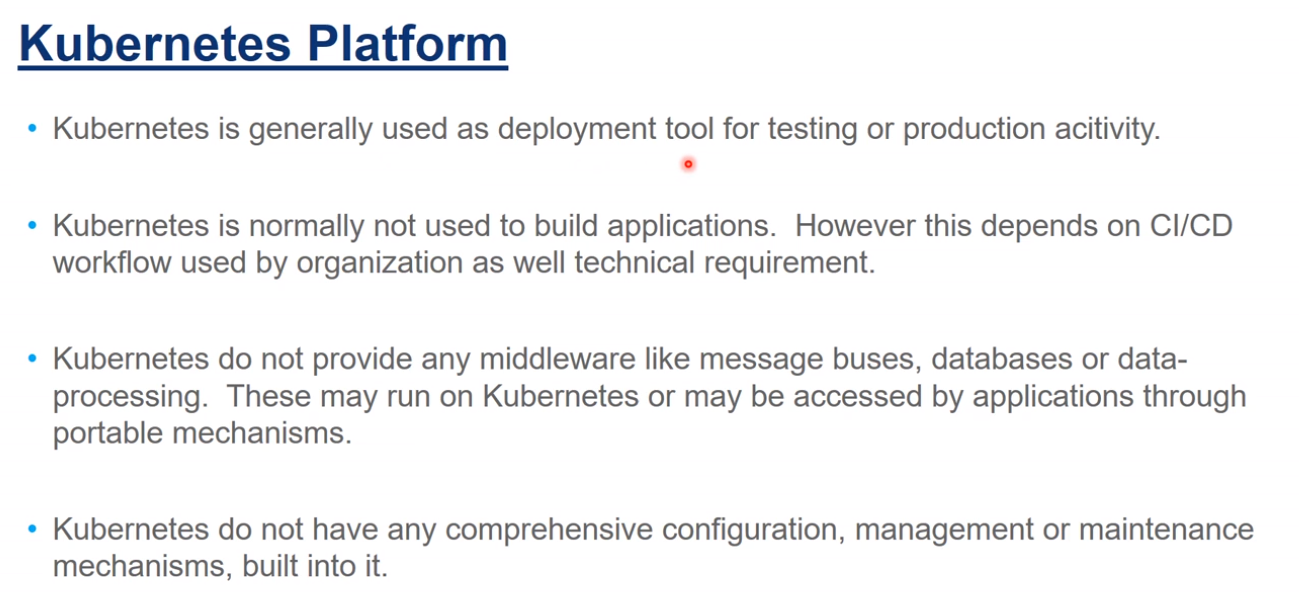 Kubernetes Platform
• Kubernetes is generally used as deployment tool for testing or production acitivity.
• Kubernetes is normally not used to build applications.  However this depends on CI/CD
workflow used by organization as well technical requirement.
• Kubernetes do not provide any middleware like message buses, databases or data-
processing.  These may run on Kubernetes or may be accessed by applications through
portable mechanisms.
• Kubernetes do not have any comprehensive configuration, management or maintenance
mechanisms, built into it.